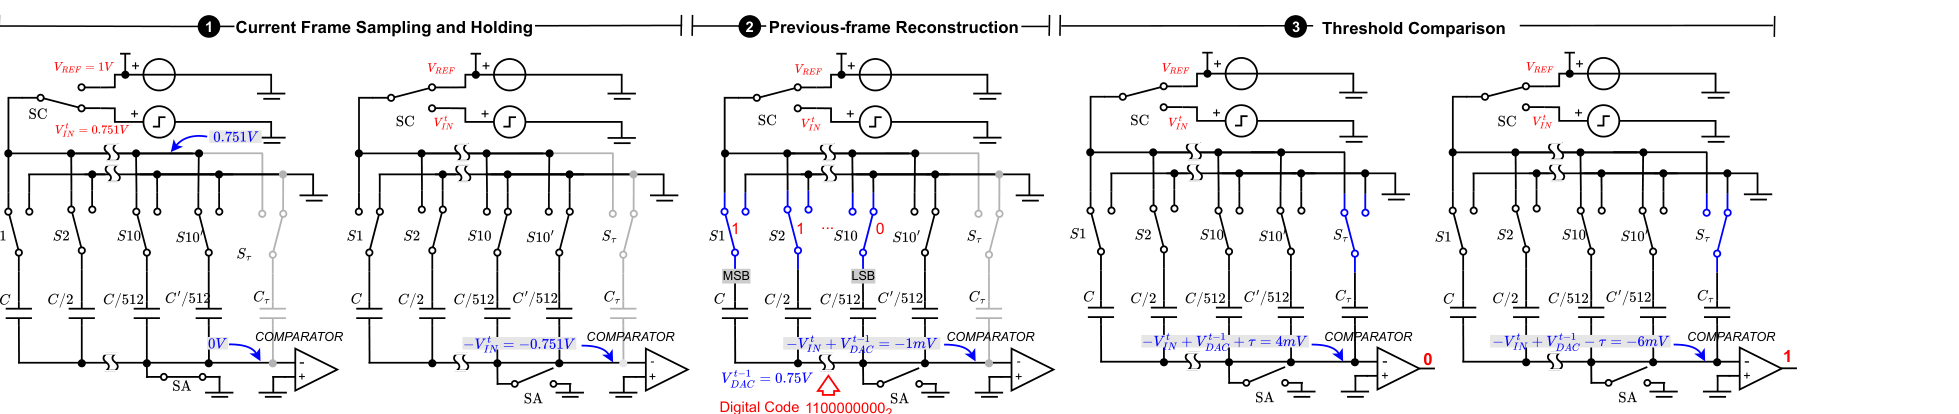 1 Current Frame Sampling and Holding
2 Previous-frame Reconstruction
3 Threshold Comparison
V_REF = 1V
+
SC
+
V^t_IN = 0.751V
0.751V
1
S2
S10
S10′
S_τ
C
C/2
C/512
C′/512
C_τ
COMPARATOR
0V
-
+
SA
V_REF
+
SC
+
V^t_IN
S1
S2
S10
S10′
S_τ
C
C/2
C/512
C′/512
C_τ
COMPARATOR
−V^t_IN = −0.751V
-
+
SA
V_REF
+
SC
+
V^t_IN
S1
1
S2
1
...
S10
0
S10′
S_τ
MSB
LSB
C
C/2
C/512
C′/512
C_τ
COMPARATOR
−V^t_IN + V^{t−1}_DAC = −1mV
-
+
V^{t−1}_DAC = 0.75V
SA
Digital Code 1100000000₂
V_REF
+
SC
+
V^t_IN
S1
S2
S10
S10′
S_τ
C
C/2
C/512
C′/512
C_τ
COMPARATOR
−V^t_IN + V^{t−1}_DAC + τ = 4mV
0
-
+
SA
V_REF
+
SC
+
V^t_IN
S1
S2
S10
S10′
S_τ
C
C/2
C/512
C′/512
C_τ
COMPARATOR
−V^t_IN + V^{t−1}_DAC − τ = −6mV
1
-
+
SA